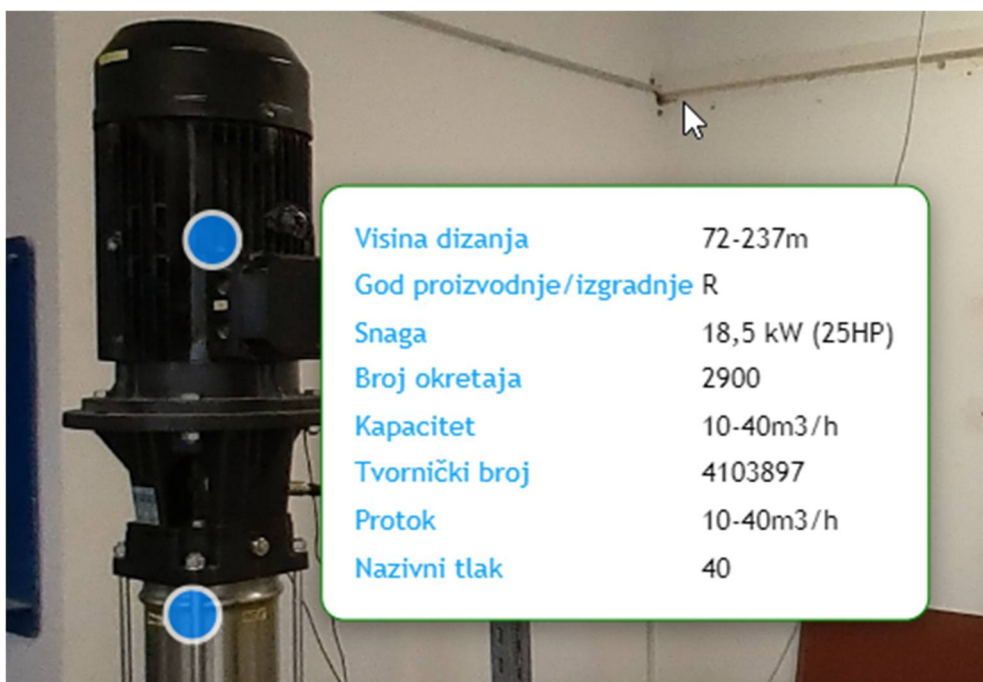 Visina dizanja 72-237m
God proizvodnje/izgradnje R
Snaga 18,5 kW (25HP)
Broj okretaja 2900
Kapacitet 10-40m3/h
Tvornički broj 4103897
Protok 10-40m3/h
Nazivni tlak 40